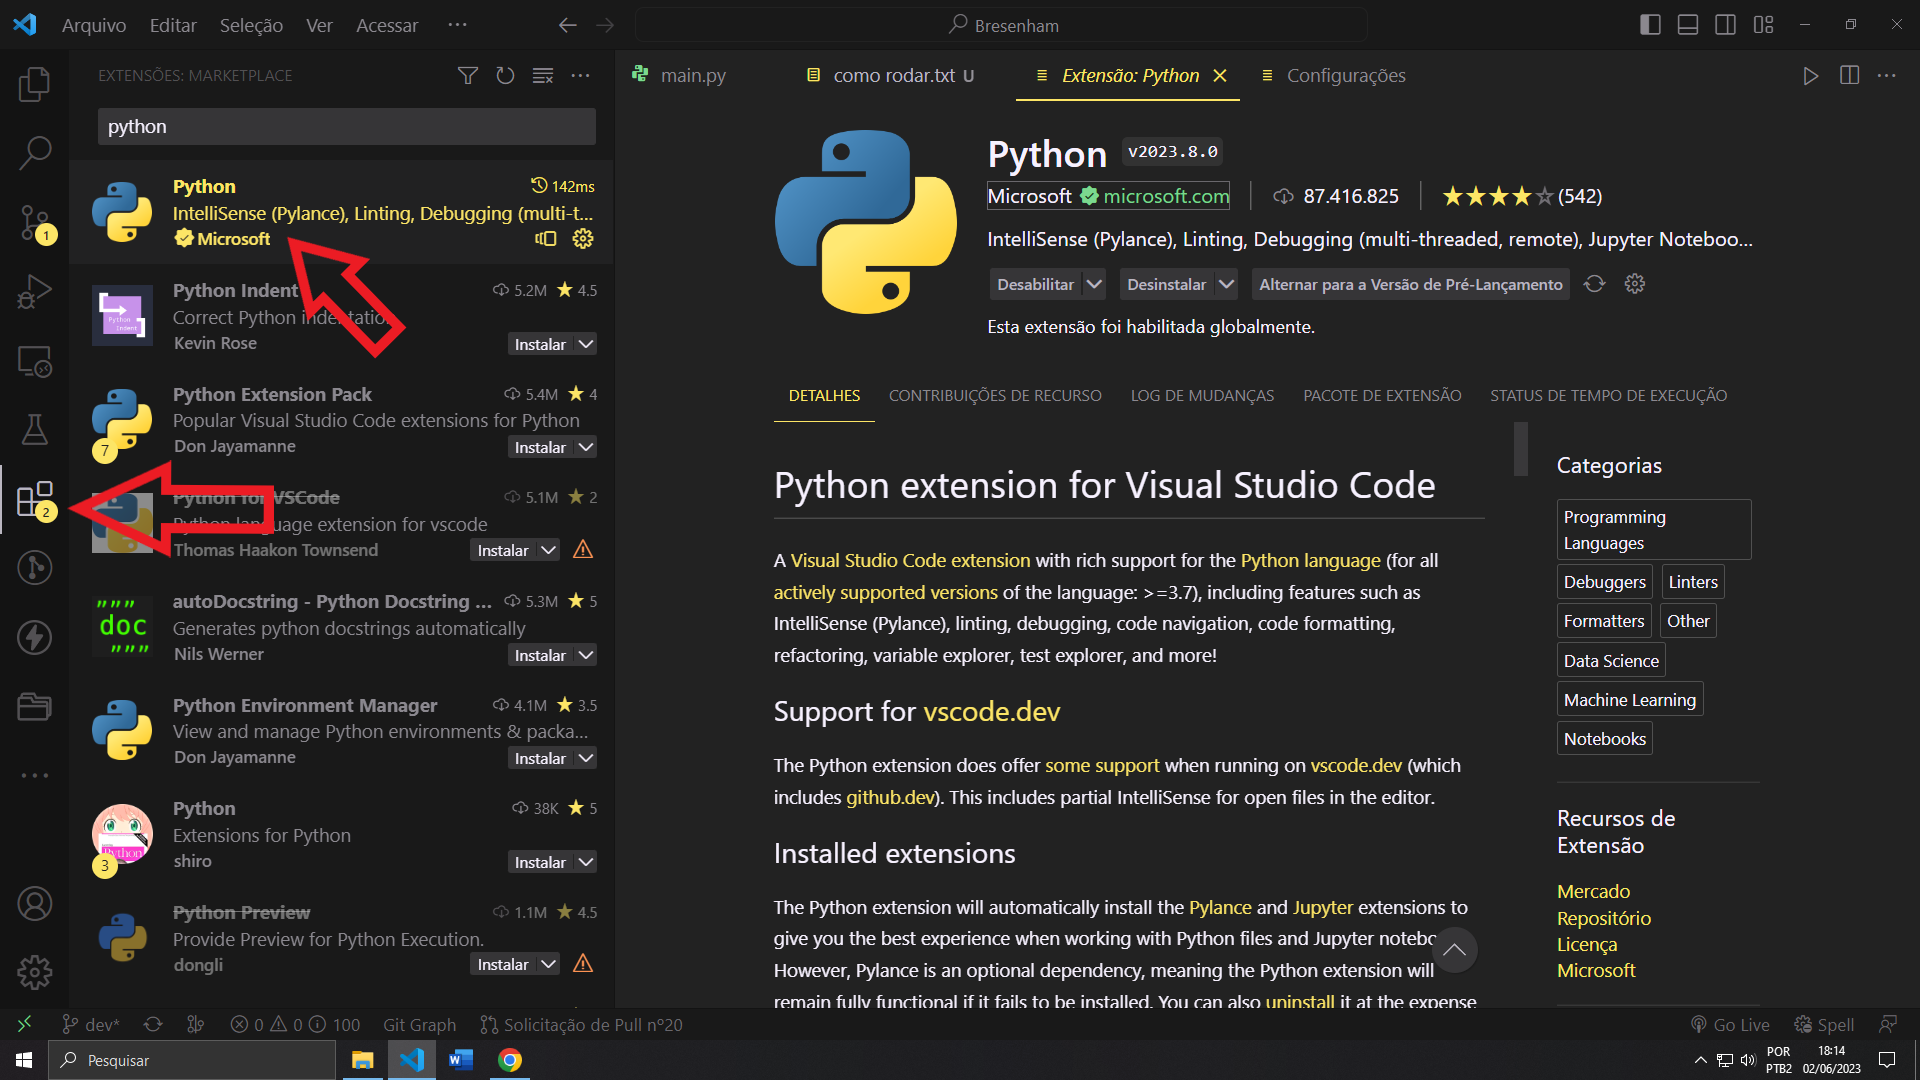 Arquivo Editar Seleção Ver Acessar ··· Bresenham
EXTENSÕES: MARKETPLACE
python
Python 142ms
IntelliSense (Pylance), Linting, Debugging (multi-t...
Microsoft
Python Indent 5.2M 4.5
Correct Python indentation
Kevin Rose Instalar
Python Extension Pack 5.4M 4
Popular Visual Studio Code extensions for Python
7
Don Jayamanne Instalar
Python for VSCode 5.1M 2
Python language extension for vscode
Thomas Haakon Townsend Instalar
autoDocstring - Python Docstring ... 5.3M 5
"""
doc
"""
Generates python docstrings automatically
Nils Werner Instalar
Python Environment Manager 4.1M 3.5
View and manage Python environments & packa...
Don Jayamanne Instalar
Python 38K 5
Extensions for Python
Python
3
shiro Instalar
Python Preview 1.1M 4.5
Provide Preview for Python Execution.
dongli Instalar
1
2
main.py como rodar.txt U Extensão: Python Configurações
Python v2023.8.0
Microsoft microsoft.com 87.416.825 (542)
IntelliSense (Pylance), Linting, Debugging (multi-threaded, remote), Jupyter Noteboo...
Desabilitar Desinstalar Alternar para a Versão de Pré-Lançamento
Esta extensão foi habilitada globalmente.
DETALHES CONTRIBUIÇÕES DE RECURSO LOG DE MUDANÇAS PACOTE DE EXTENSÃO STATUS DE TEMPO DE EXECUÇÃO
Python extension for Visual Studio Code
A Visual Studio Code extension with rich support for the Python language (for all
actively supported versions of the language: >=3.7), including features such as
IntelliSense (Pylance), linting, debugging, code navigation, code formatting,
refactoring, variable explorer, test explorer, and more!
Support for vscode.dev
The Python extension does offer some support when running on vscode.dev (which
includes github.dev). This includes partial IntelliSense for open files in the editor.
Installed extensions
The Python extension will automatically install the Pylance and Jupyter extensions to
give you the best experience when working with Python files and Jupyter notebo
However, Pylance is an optional dependency, meaning the Python extension will
remain fully functional if it fails to be installed. You can also uninstall it at the expense
Categorias
Programming
Languages
Debuggers Linters
Formatters Other
Data Science
Machine Learning
Notebooks
Recursos de
Extensão
Mercado
Repositório
Licença
Microsoft
dev* 0 0 100 Git Graph Solicitação de Pull nº20 Go Live Spell
Pesquisar
POR
PTB2
18:14
02/06/2023